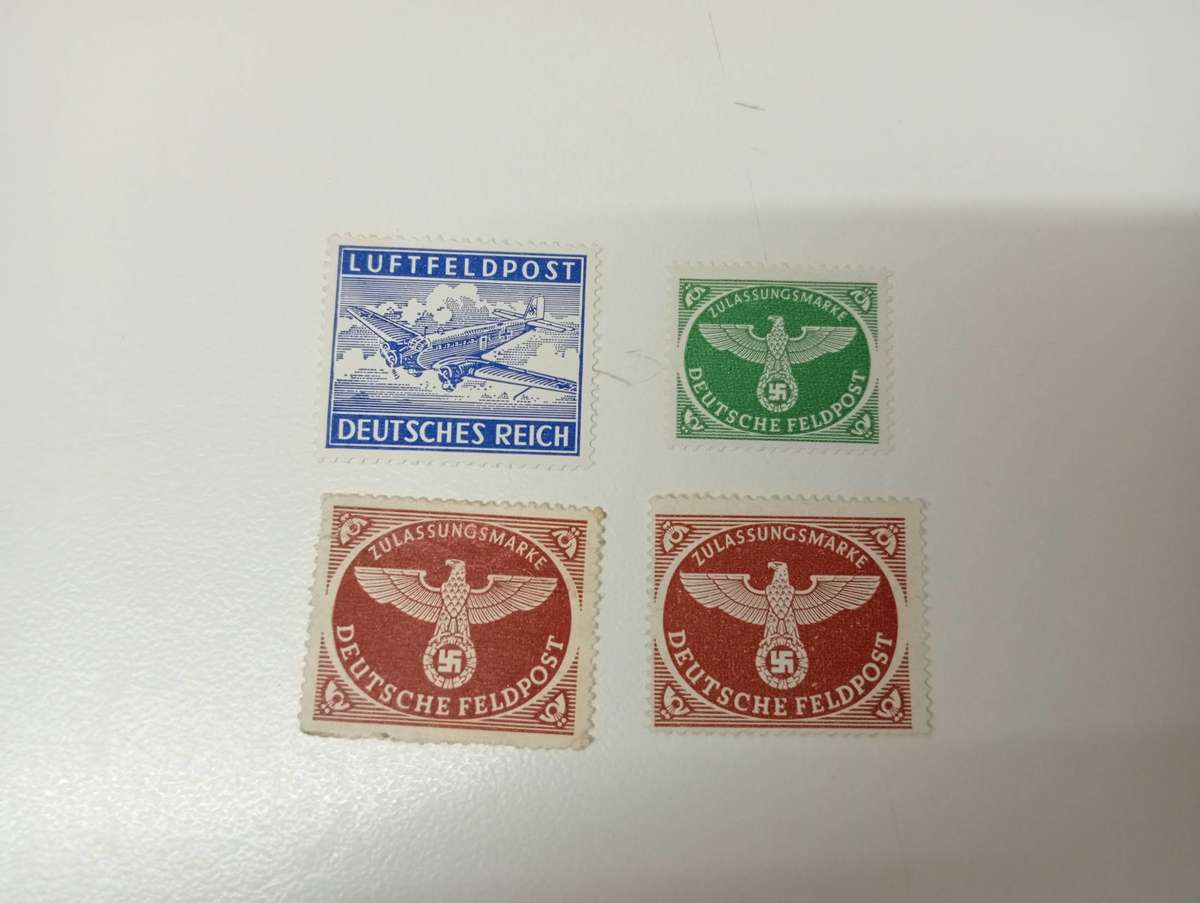 LUFTFELDPOST
DEUTSCHES REICH
ZULASSUNGSMARKE
DEUTSCHE FELDPOST
ZULASSUNGSMARKE
DEUTSCHE FELDPOST
ZULASSUNGSMARKE
DEUTSCHE FELDPOST